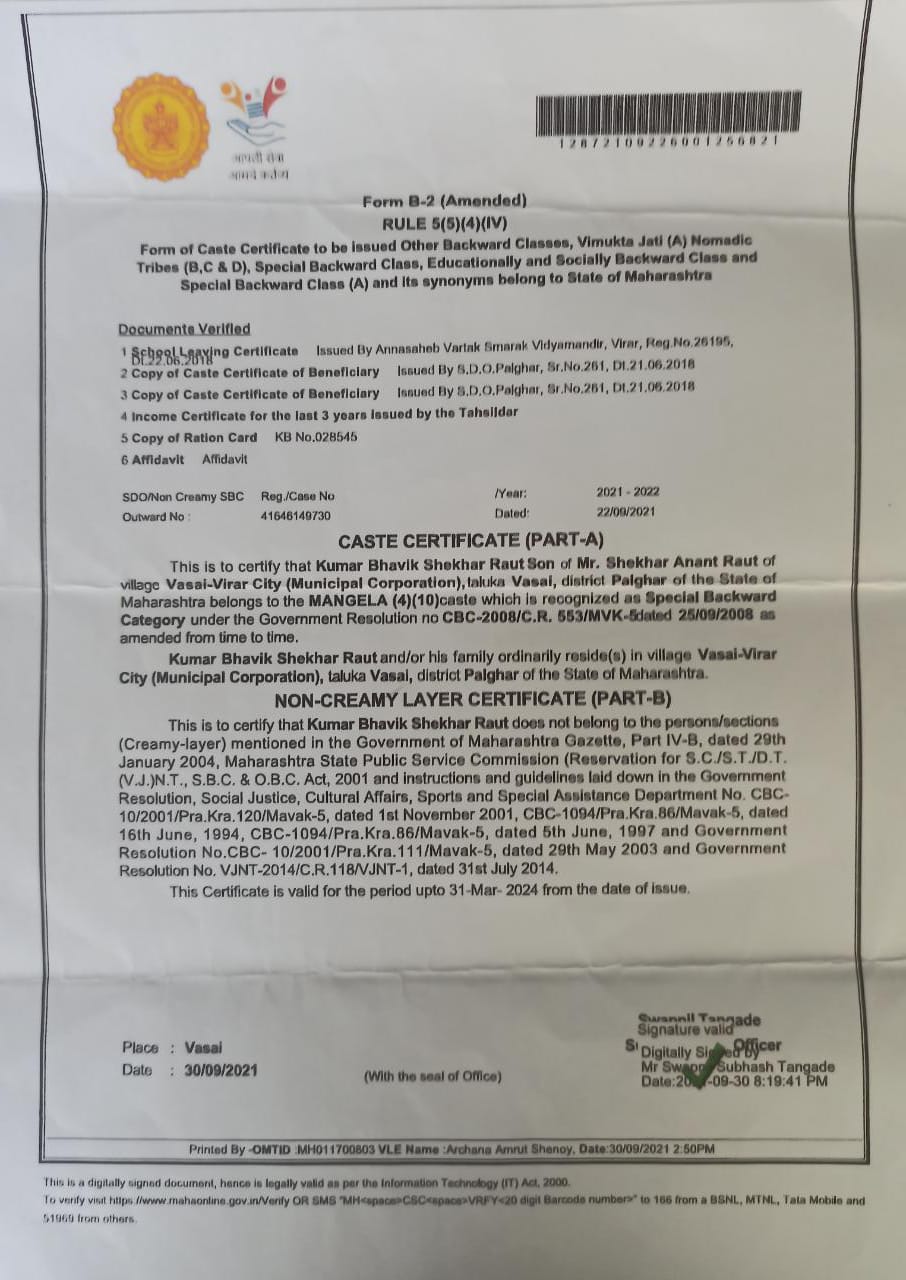 आपली सेवा
आमचे कर्तव्य
12872109226001256821
Form B-2 (Amended)
RULE 5(5)(4)(IV)
Form of Caste Certificate to be issued Other Backward Classes, Vimukta Jati (A) Nomadic
Tribes (B,C & D), Special Backward Class, Educationally and Socially Backward Class and
Special Backward Class (A) and its synonyms belong to State of Maharashtra
Documents Verified
1 School Leaving Certificate Issued By Annasaheb Vartak Smarak Vidyamandir, Virar, Reg.No.26195,
Dt.22.06.2018
2 Copy of Caste Certificate of Beneficiary Issued By S.D.O.Palghar, Sr.No.261, Dt.21.06.2018
3 Copy of Caste Certificate of Beneficiary Issued By S.D.O.Palghar, Sr.No.261, Dt.21.06.2018
4 Income Certificate for the last 3 years issued by the Tahsildar
5 Copy of Ration Card KB No.028545
6 Affidavit Affidavit
SDO/Non Creamy SBC Reg./Case No /Year: 2021 - 2022
Outward No : 41646149730 Dated: 22/09/2021
CASTE CERTIFICATE (PART-A)
This is to certify that Kumar Bhavik Shekhar Raut Son of Mr. Shekhar Anant Raut of
village Vasai-Virar City (Municipal Corporation), taluka Vasai, district Palghar of the State of
Maharashtra belongs to the MANGELA (4)(10)caste which is recognized as Special Backward
Category under the Government Resolution no CBC-2008/C.R. 553/MVK-5dated 25/09/2008 as
amended from time to time.
Kumar Bhavik Shekhar Raut and/or his family ordinarily reside(s) in village Vasai-Virar
City (Municipal Corporation), taluka Vasai, district Palghar of the State of Maharashtra.
NON-CREAMY LAYER CERTIFICATE (PART-B)
This is to certify that Kumar Bhavik Shekhar Raut does not belong to the persons/sections
(Creamy-layer) mentioned in the Government of Maharashtra Gazette, Part IV-B, dated 29th
January 2004, Maharashtra State Public Service Commission (Reservation for S.C./S.T./D.T.
(V.J.)N.T., S.B.C. & O.B.C. Act, 2001 and instructions and guidelines laid down in the Government
Resolution, Social Justice, Cultural Affairs, Sports and Special Assistance Department No. CBC-
10/2001/Pra.Kra.120/Mavak-5, dated 1st November 2001, CBC-1094/Pra.Kra.86/Mavak-5, dated
16th June, 1994, CBC-1094/Pra.Kra.86/Mavak-5, dated 5th June, 1997 and Government
Resolution No.CBC- 10/2001/Pra.Kra.111/Mavak-5, dated 29th May 2003 and Government
Resolution No. VJNT-2014/C.R.118/VJNT-1, dated 31st July 2014.
This Certificate is valid for the period upto 31-Mar- 2024 from the date of issue.
Swapnil Tangade
Signature valid
Officer
Digitally Signed by
Mr Swapnil Subhash Tangade
Date:2021-09-30 8:19:41 PM
Place : Vasai
Date : 30/09/2021
(With the seal of Office)
Printed By -OMTID :MH011700803 VLE Name :Archana Amrut Shenoy, Date:30/09/2021 2:50PM
This is a digitally signed document, hence is legally valid as per the Information Technology (IT) Act, 2000.
To verify visit https://www.mahaonline.gov.in/Verify OR SMS "MH<space>CSC<space>VRFY<20 digit Barcode number>" to 166 from a BSNL, MTNL, Tata Mobile and
51969 from others.